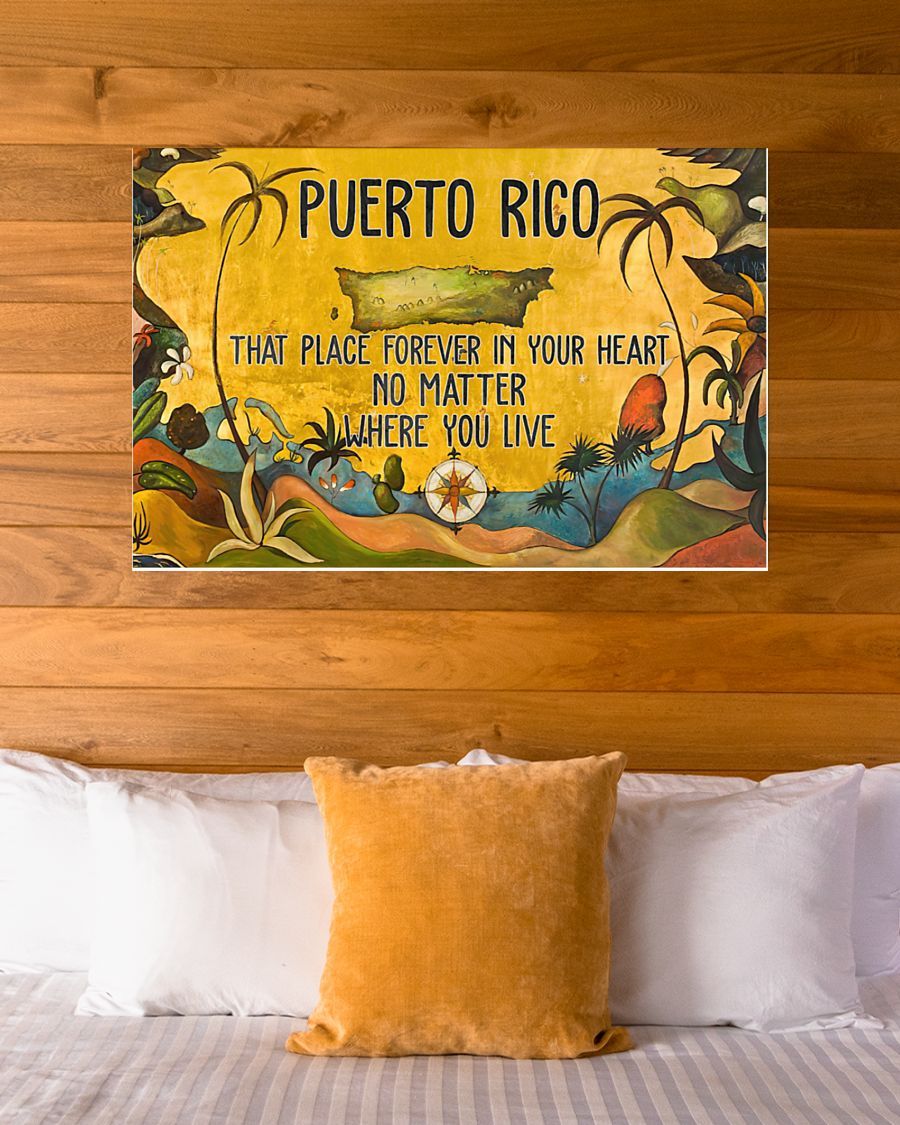 PUERTO RICO
THAT PLACE FOREVER IN YOUR HEART
NO MATTER
WHERE YOU LIVE